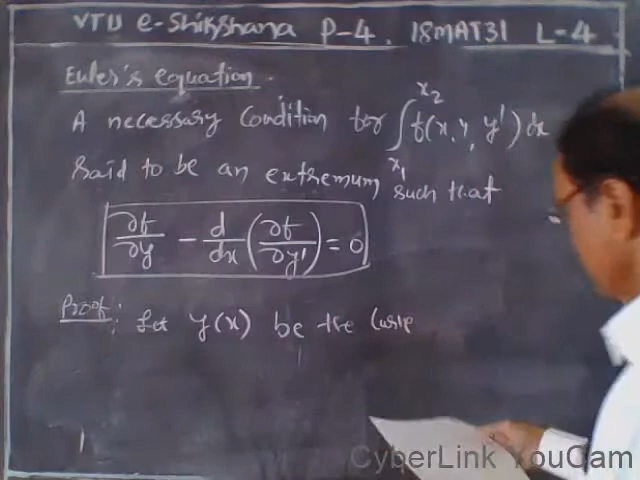 VTU e-Shikshana P-4, 18MAT31 L-4
Euler's equation.
A necessary Condition for ∫_{x₁}^{x₂} f(x, y, y') dx
Said to be an extremum such that
∂f/∂y - d/dx (∂f/∂y') = 0
Proof: Let y(x) be the Curve
CyberLink YouCam